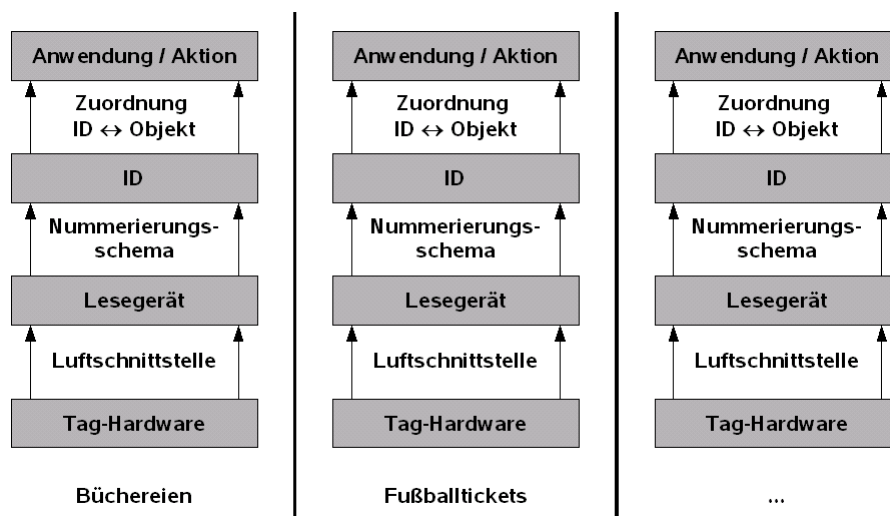 Anwendung / Aktion
Zuordnung
ID ↔ Objekt
ID
Nummerierungs-
schema
Lesegerät
Luftschnittstelle
Tag-Hardware
Büchereien
Anwendung / Aktion
Zuordnung
ID ↔ Objekt
ID
Nummerierungs-
schema
Lesegerät
Luftschnittstelle
Tag-Hardware
Fußballtickets
Anwendung / Aktion
Zuordnung
ID ↔ Objekt
ID
Nummerierungs-
schema
Lesegerät
Luftschnittstelle
Tag-Hardware
...